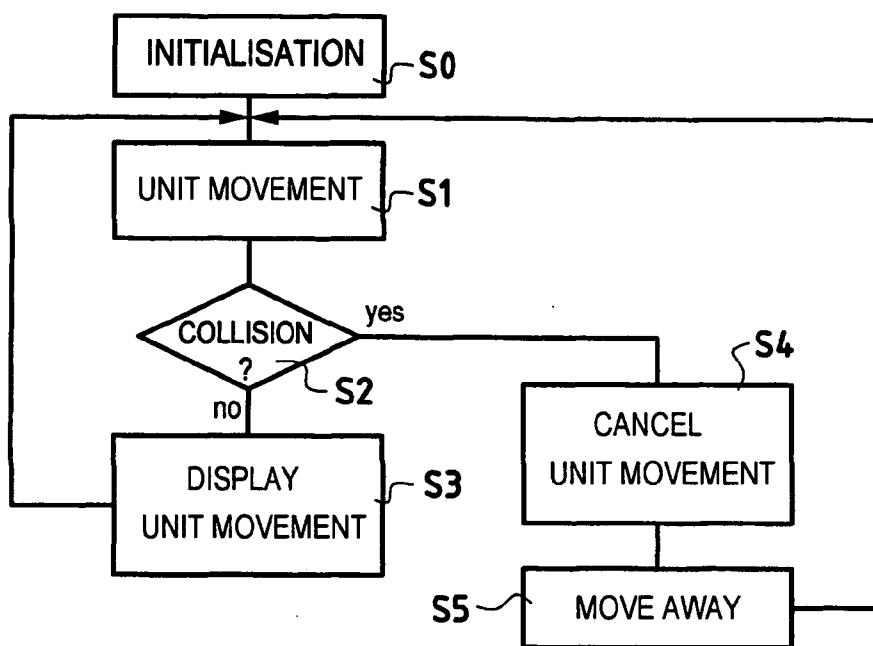 INITIALISATION
S0
UNIT MOVEMENT
S1
COLLISION
?
S2
yes
no
DISPLAY
UNIT MOVEMENT
S3
S4
CANCEL
UNIT MOVEMENT
S5
MOVE AWAY